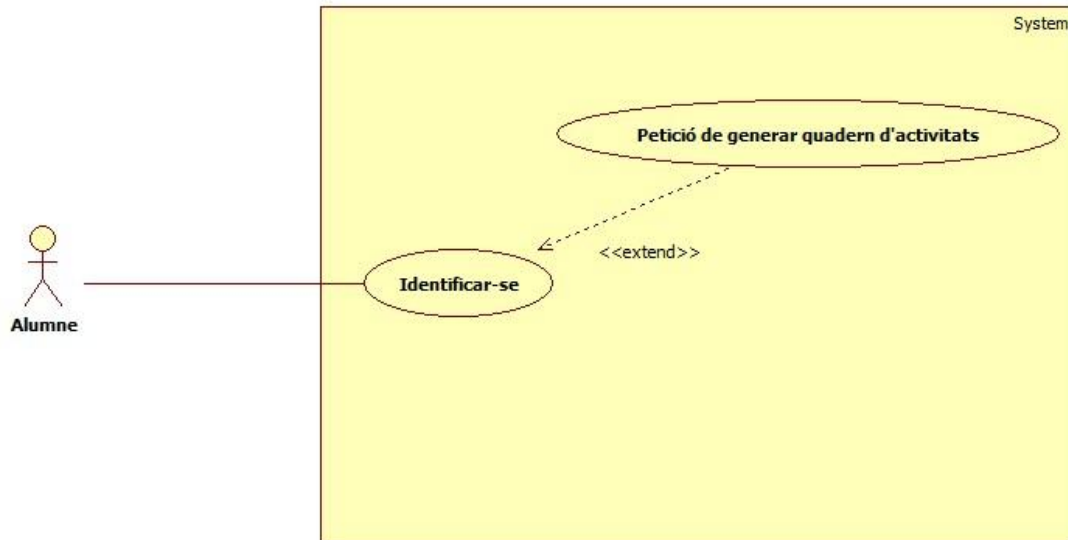 System
Petició de generar quadern d'activitats
<<extend>>
Identificar-se
Alumne